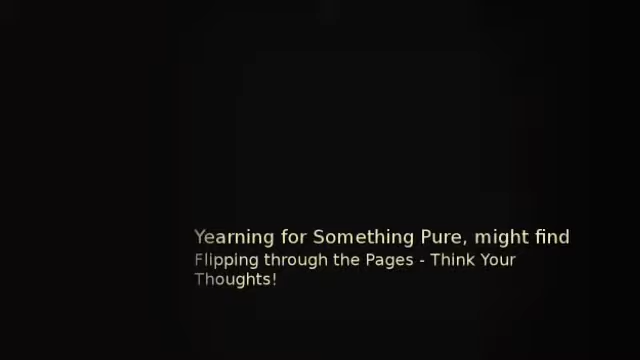 Yearning for Something Pure, might find
Flipping through the Pages - Think Your
Thoughts!